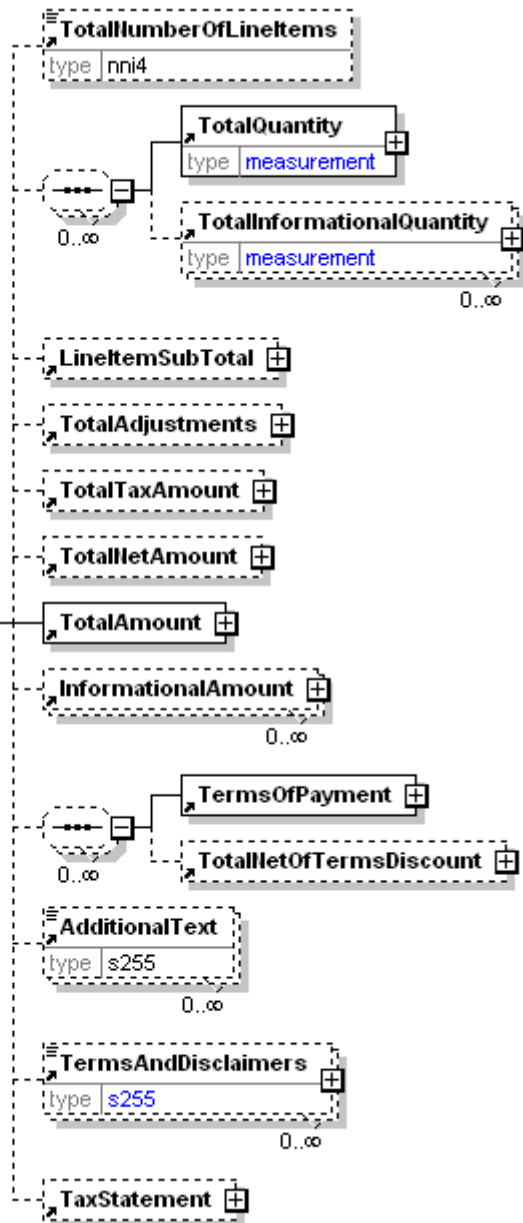 TotalNumberOfLineItems
type nni4
TotalQuantity
type measurement
0..∞
TotalInformationalQuantity
type measurement
0..∞
LineItemSubTotal
TotalAdjustments
TotalTaxAmount
TotalNetAmount
TotalAmount
InformationalAmount
0..∞
TermsOfPayment
0..∞
TotalNetOfTermsDiscount
AdditionalText
type s255
0..∞
TermsAndDisclaimers
type s255
0..∞
TaxStatement